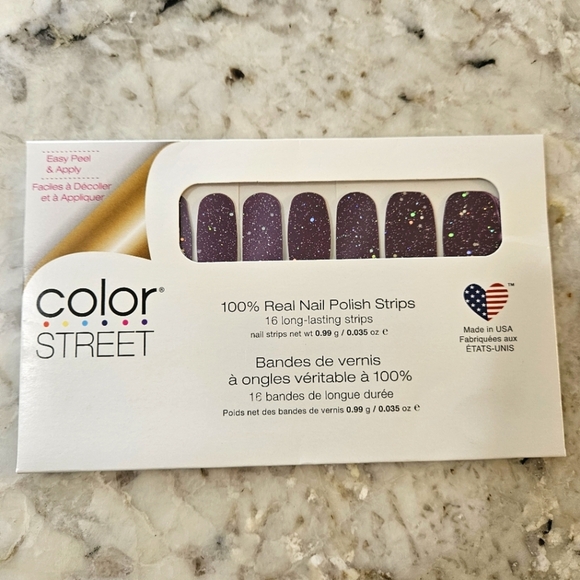 Easy Peel
& Apply
Faciles à Décoller
et à Appliquer
color®
STREET
100% Real Nail Polish Strips
16 long-lasting strips
nail strips net wt 0.99 g / 0.035 oz ℮
Bandes de vernis
à ongles véritable à 100%
16 bandes de longue durée
Poids net des bandes de vernis 0.99 g / 0.035 oz ℮
™
Made in USA
Fabriquées aux
ÉTATS-UNIS